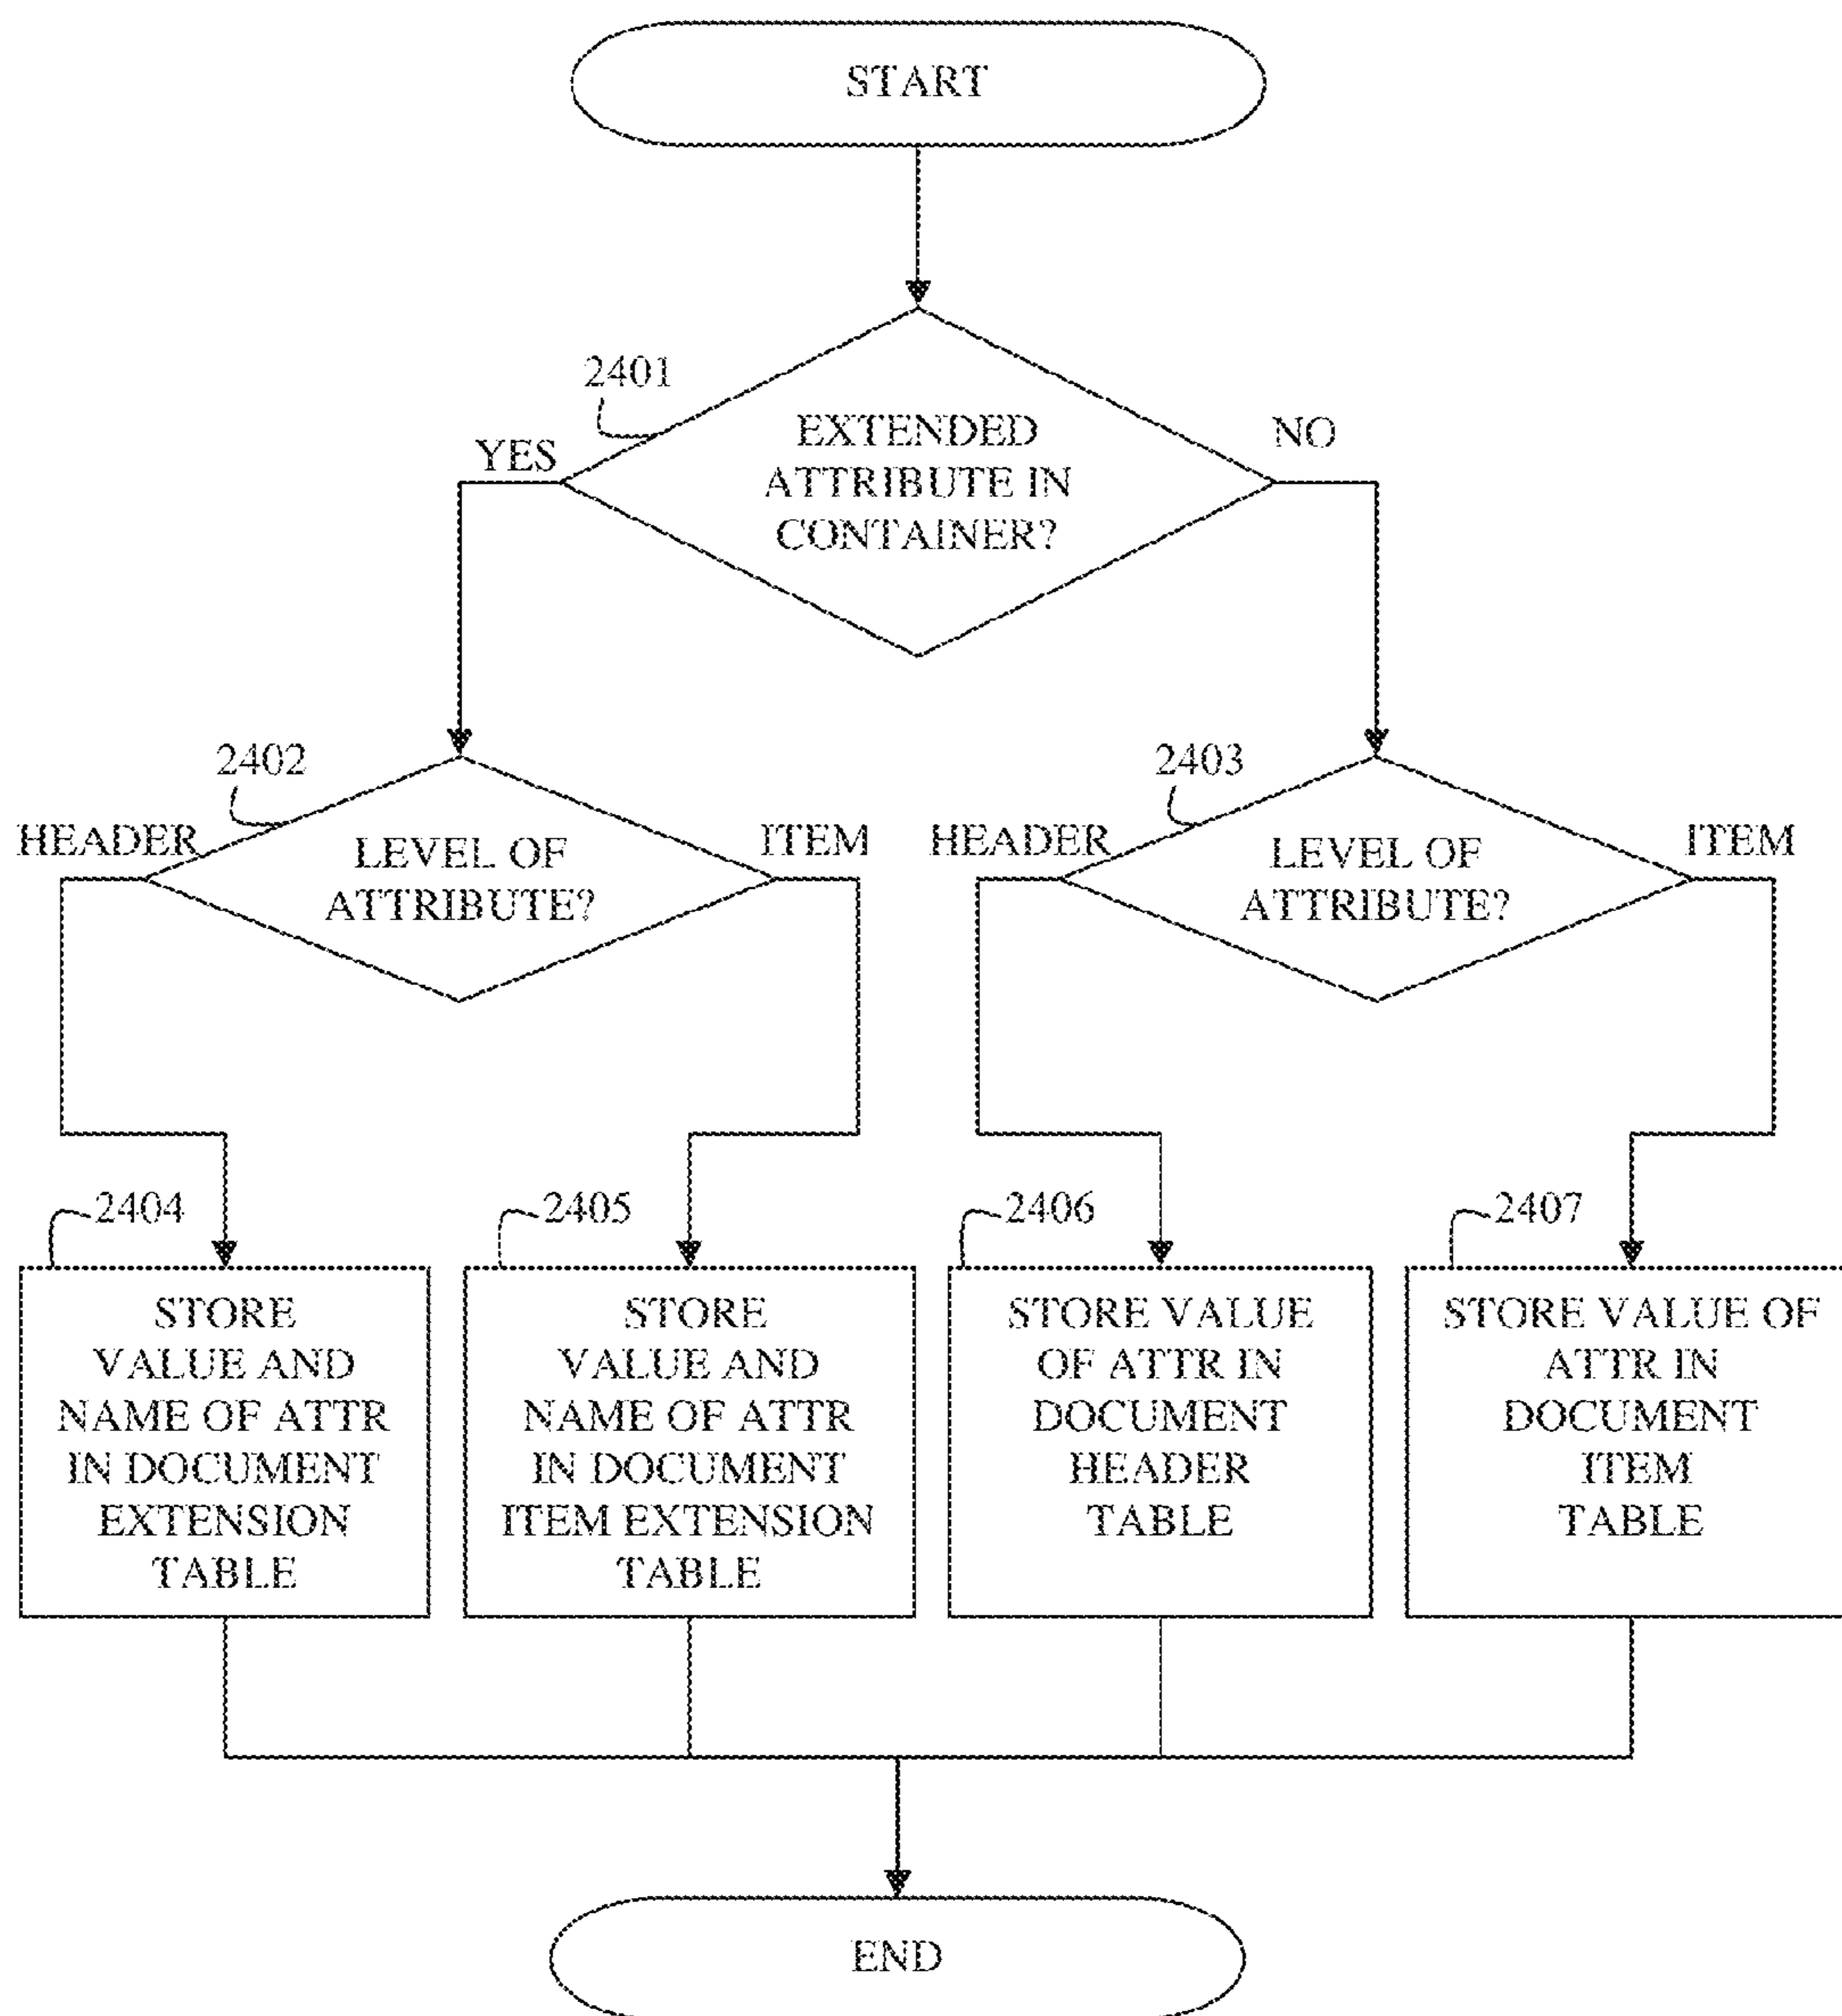 START
2401
EXTENDED
ATTRIBUTE IN
CONTAINER?
YES
NO
2402
HEADER
LEVEL OF
ATTRIBUTE?
ITEM
2403
HEADER
LEVEL OF
ATTRIBUTE?
ITEM
2404
STORE
VALUE AND
NAME OF ATTR
IN DOCUMENT
EXTENSION
TABLE
2405
STORE
VALUE AND
NAME OF ATTR
IN DOCUMENT
ITEM EXTENSION
TABLE
2406
STORE VALUE
OF ATTR IN
DOCUMENT
HEADER
TABLE
2407
STORE VALUE OF
ATTR IN
DOCUMENT
ITEM
TABLE
END